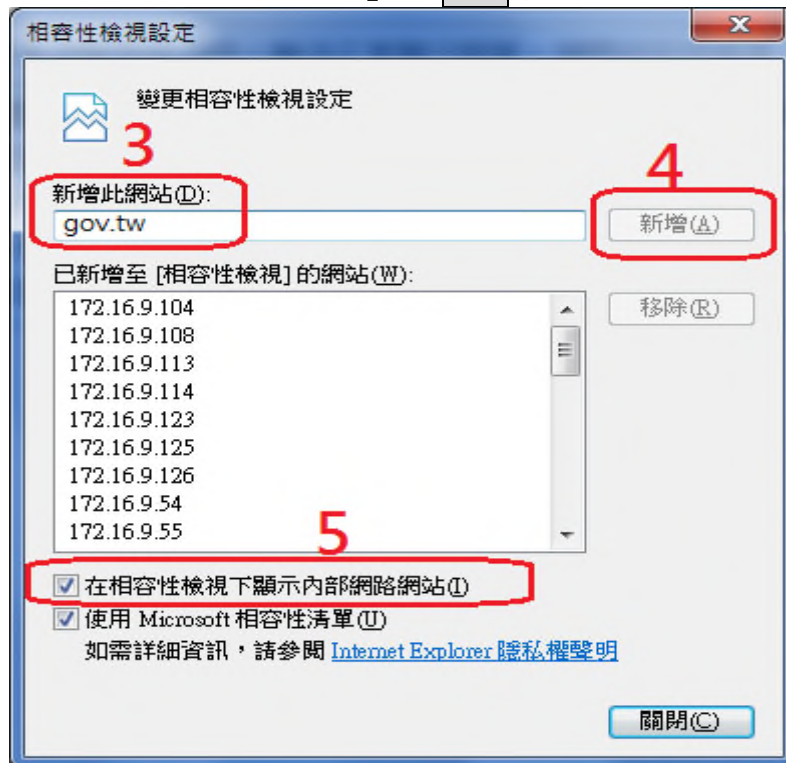 相容性檢視設定
變更相容性檢視設定
3
4
新增此網站(D):
gov.tw
新增(A)
已新增至 [相容性檢視] 的網站(W):
移除(R)
172.16.9.104
172.16.9.108
172.16.9.113
172.16.9.114
172.16.9.123
172.16.9.125
172.16.9.126
172.16.9.54
172.16.9.55
5
在相容性檢視下顯示內部網路網站(I)
使用 Microsoft 相容性清單(U)
如需詳細資訊，請參閱 Internet Explorer 隱私權聲明
關閉(C)